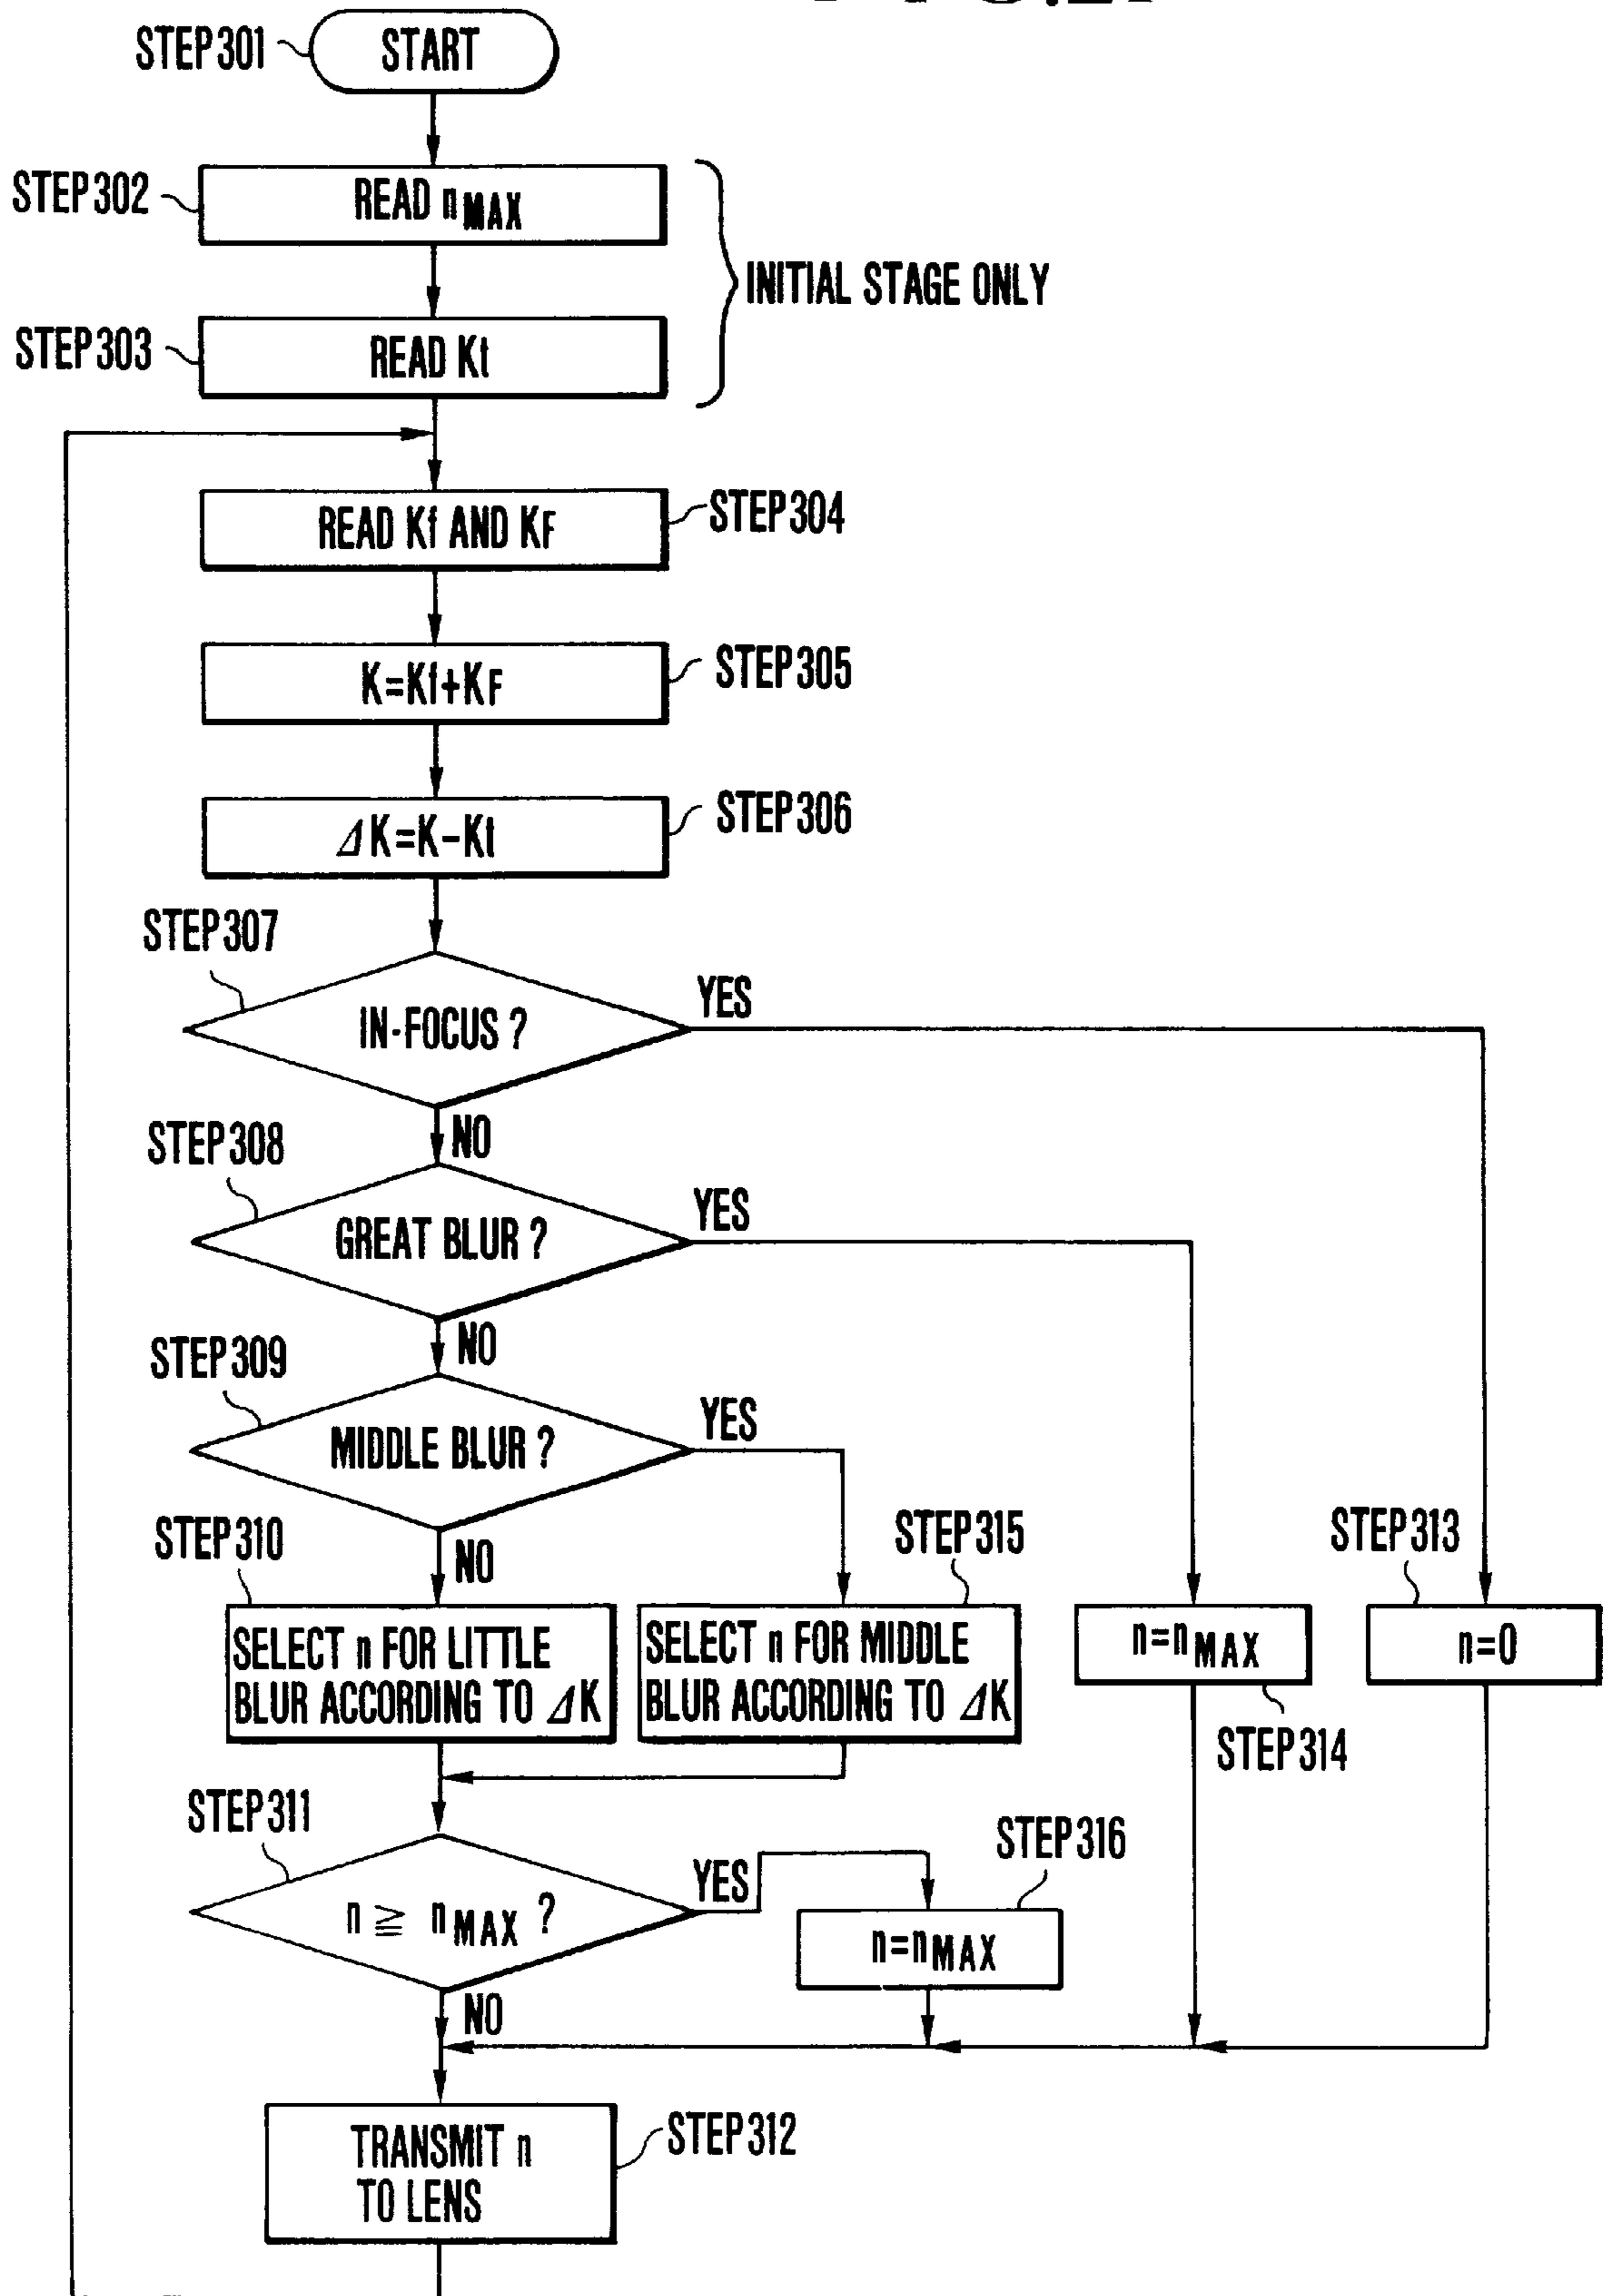 STEP301
START
STEP302
READ nMAX
INITIAL STAGE ONLY
STEP303
READ Kt
READ Kf AND KF
STEP304
K=Kf+KF
STEP305
ΔK=K-Kt
STEP306
STEP307
IN-FOCUS ?
YES
NO
STEP308
GREAT BLUR ?
YES
NO
STEP309
MIDDLE BLUR ?
YES
NO
STEP310
SELECT n FOR LITTLE
BLUR ACCORDING TO ΔK
STEP315
SELECT n FOR MIDDLE
BLUR ACCORDING TO ΔK
n=nMAX
STEP314
STEP313
n=0
STEP311
n ≧ nMAX ?
YES
NO
STEP316
n=nMAX
TRANSMIT n
TO LENS
STEP312